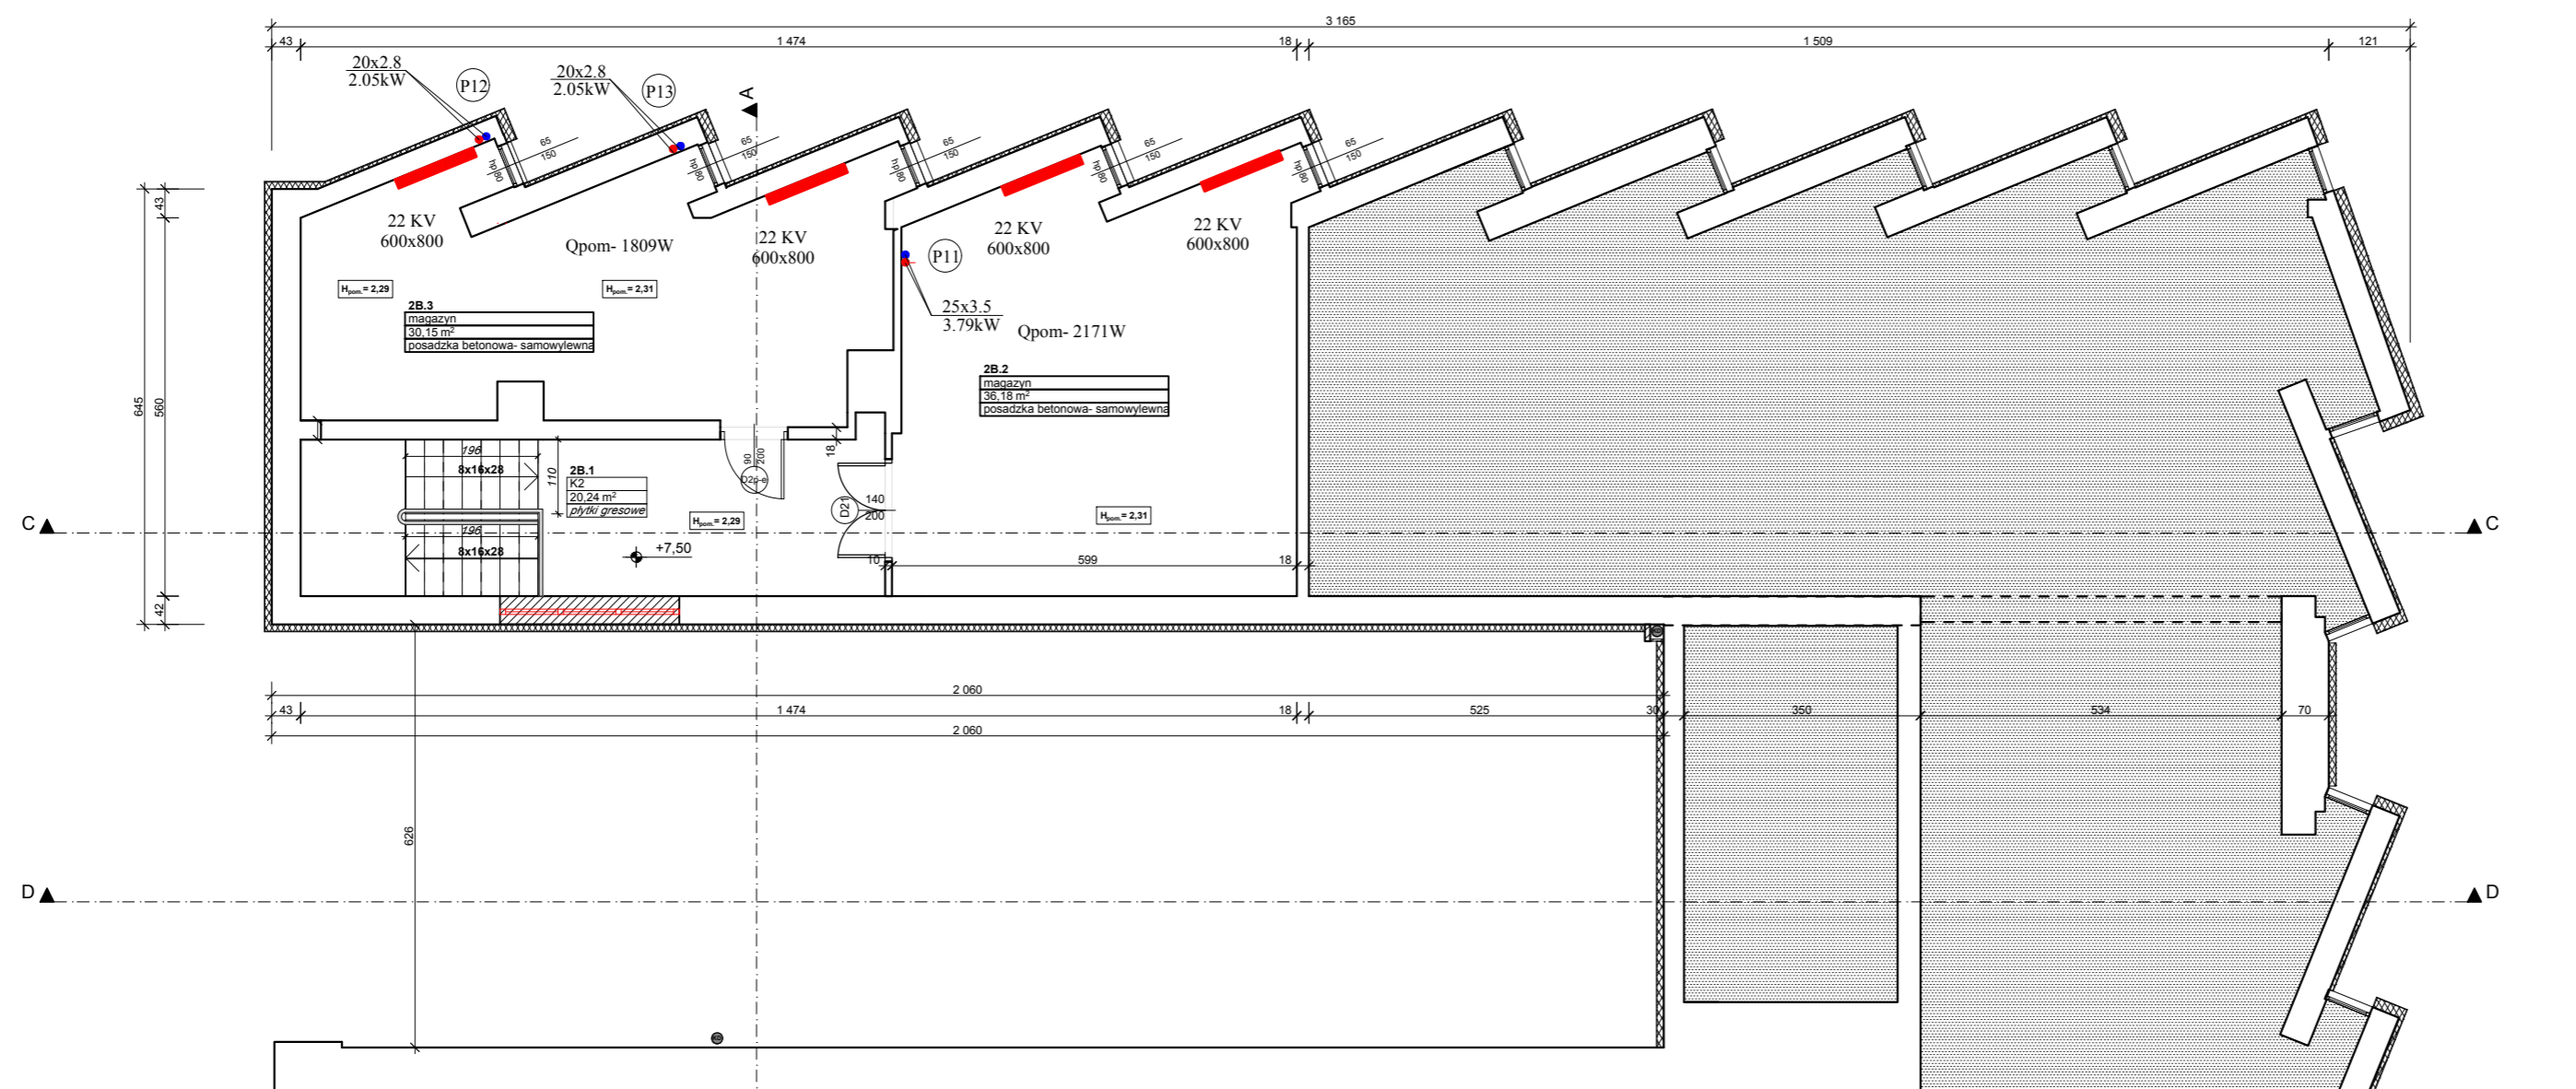 3 165
43
1 474
18
1 509
121
20x2.8
2.05kW
P12
20x2.8
2.05kW
P13
A
65
150
hp80
65
150
hp80
65
150
hp80
65
150
hp80
65
150
hp80
22 KV
600x800
Qpom- 1809W
22 KV
600x800
22 KV
600x800
22 KV
600x800
P11
25x3.5
3.79kW
Qpom- 2171W
Hpom.= 2,29
Hpom.= 2,31
2B.3
magazyn
30,15 m²
posadzka betonowa- samowylewna
2B.2
magazyn
36,18 m²
posadzka betonowa- samowylewna
43
645
560
42
196
8x16x28
196
8x16x28
110
2B.1
K2
20,24 m²
płytki gresowe
90
200
D2p-e
18
D21
140
200
Hpom.= 2,29
Hpom.= 2,31
+7,50
10
599
18
C
C
2 060
43
1 474
18
525
30
350
534
70
2 060
626
D
D